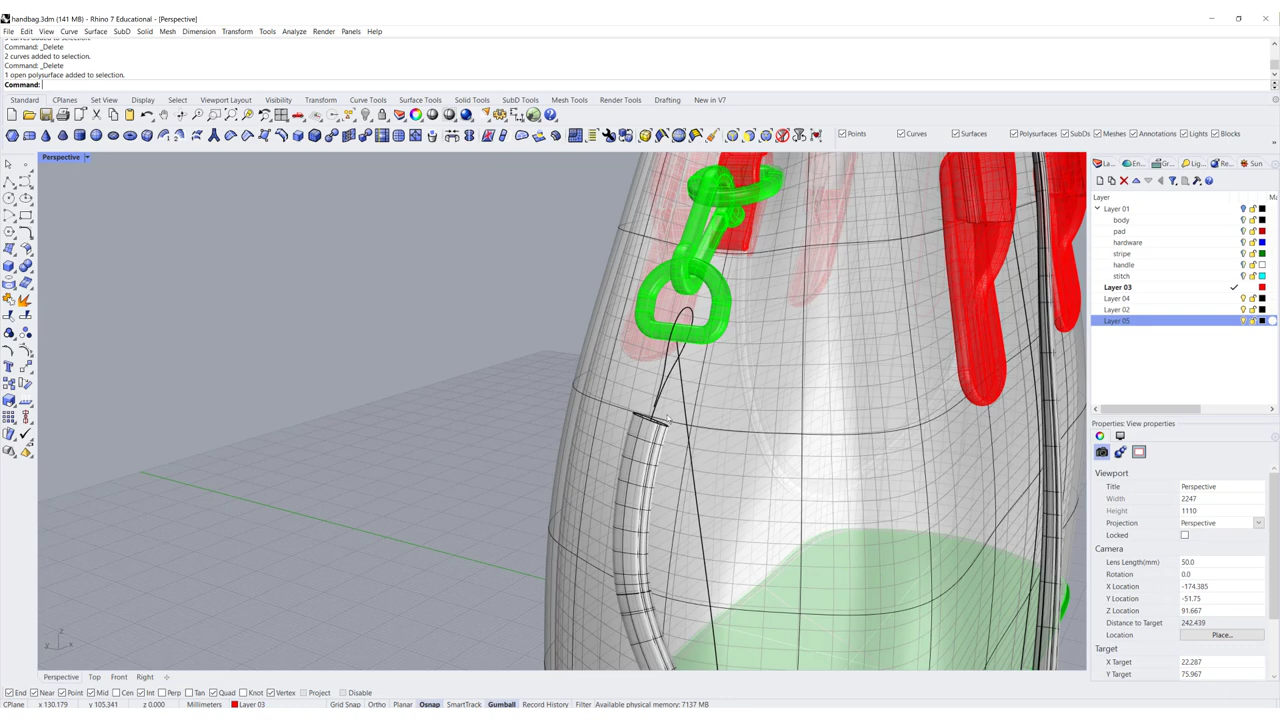 handbag.3dm (141 MB) - Rhino 7 Educational - [Perspective]
File Edit View Curve Surface SubD Solid Mesh Dimension Transform Tools Analyze Render Panels Help
Command: _Delete
2 curves added to selection.
Command: _Delete
1 open polysurface added to selection.
Command:
Standard CPlanes Set View Display Select Viewport Layout Visibility Transform Curve Tools Surface Tools Solid Tools SubD Tools Mesh Tools Render Tools Drafting New in V7
Points Curves Surfaces Polysurfaces SubDs Meshes Annotations Lights Blocks
Perspective
La... En... Gr... Lig... Re... Sun
Layer
Layer 01
body
pad
hardware
stripe
handle
stitch
Layer 03
Layer 04
Layer 02
Layer 05
Properties: View properties
Viewport
Title Perspective
Width 2247
Height 1110
Projection Perspective
Locked
Camera
Lens Length(mm) 50.0
Rotation 0.0
X Location -174.385
Y Location -51.75
Z Location 91.667
Distance to Target 242.439
Location Place...
Target
X Target 22.287
Y Target 75.967
z
y x
Perspective Top Front Right
End Near Point Mid Cen Int Perp Tan Quad Knot Vertex Project Disable
CPlane x 130.179 y 105.341 z 0.000 Millimeters Layer 03 Grid Snap Ortho Planar Osnap SmartTrack Gumball Record History Filter Available physical memory: 7137 MB